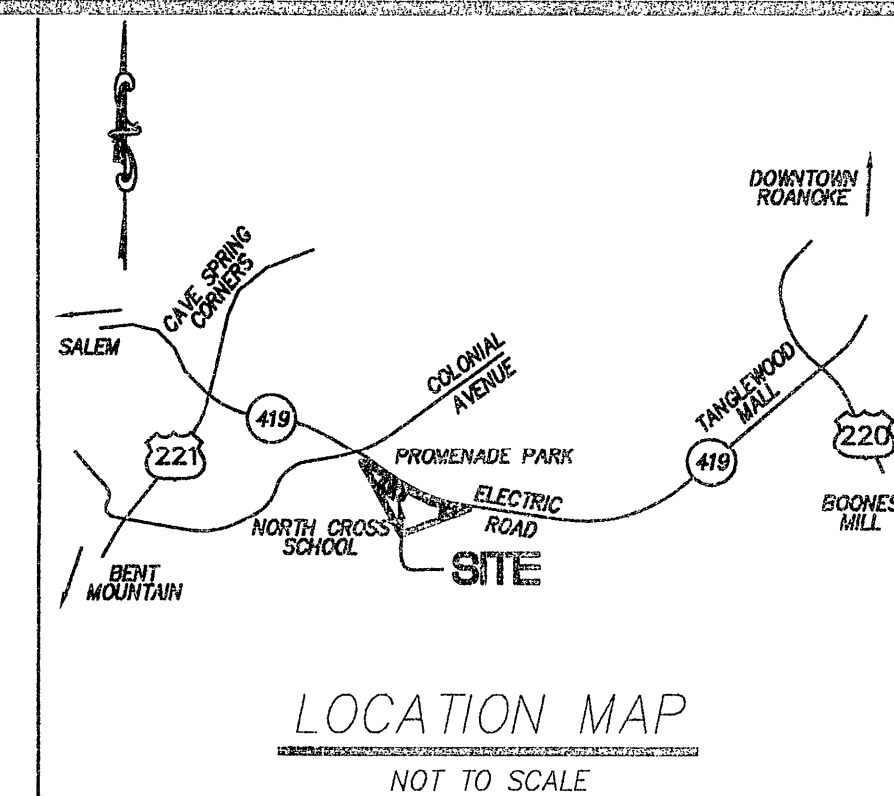 DOWNTOWN
ROANOKE
CAVE SPRING
CORNERS
SALEM
COLONIAL
AVENUE
TANGLEWOOD
MALL
419
221
PROMENADE PARK
419
220
NORTH CROSS
SCHOOL
ELECTRIC
ROAD
BOONES
MILL
SITE
BENT
MOUNTAIN
LOCATION MAP
NOT TO SCALE